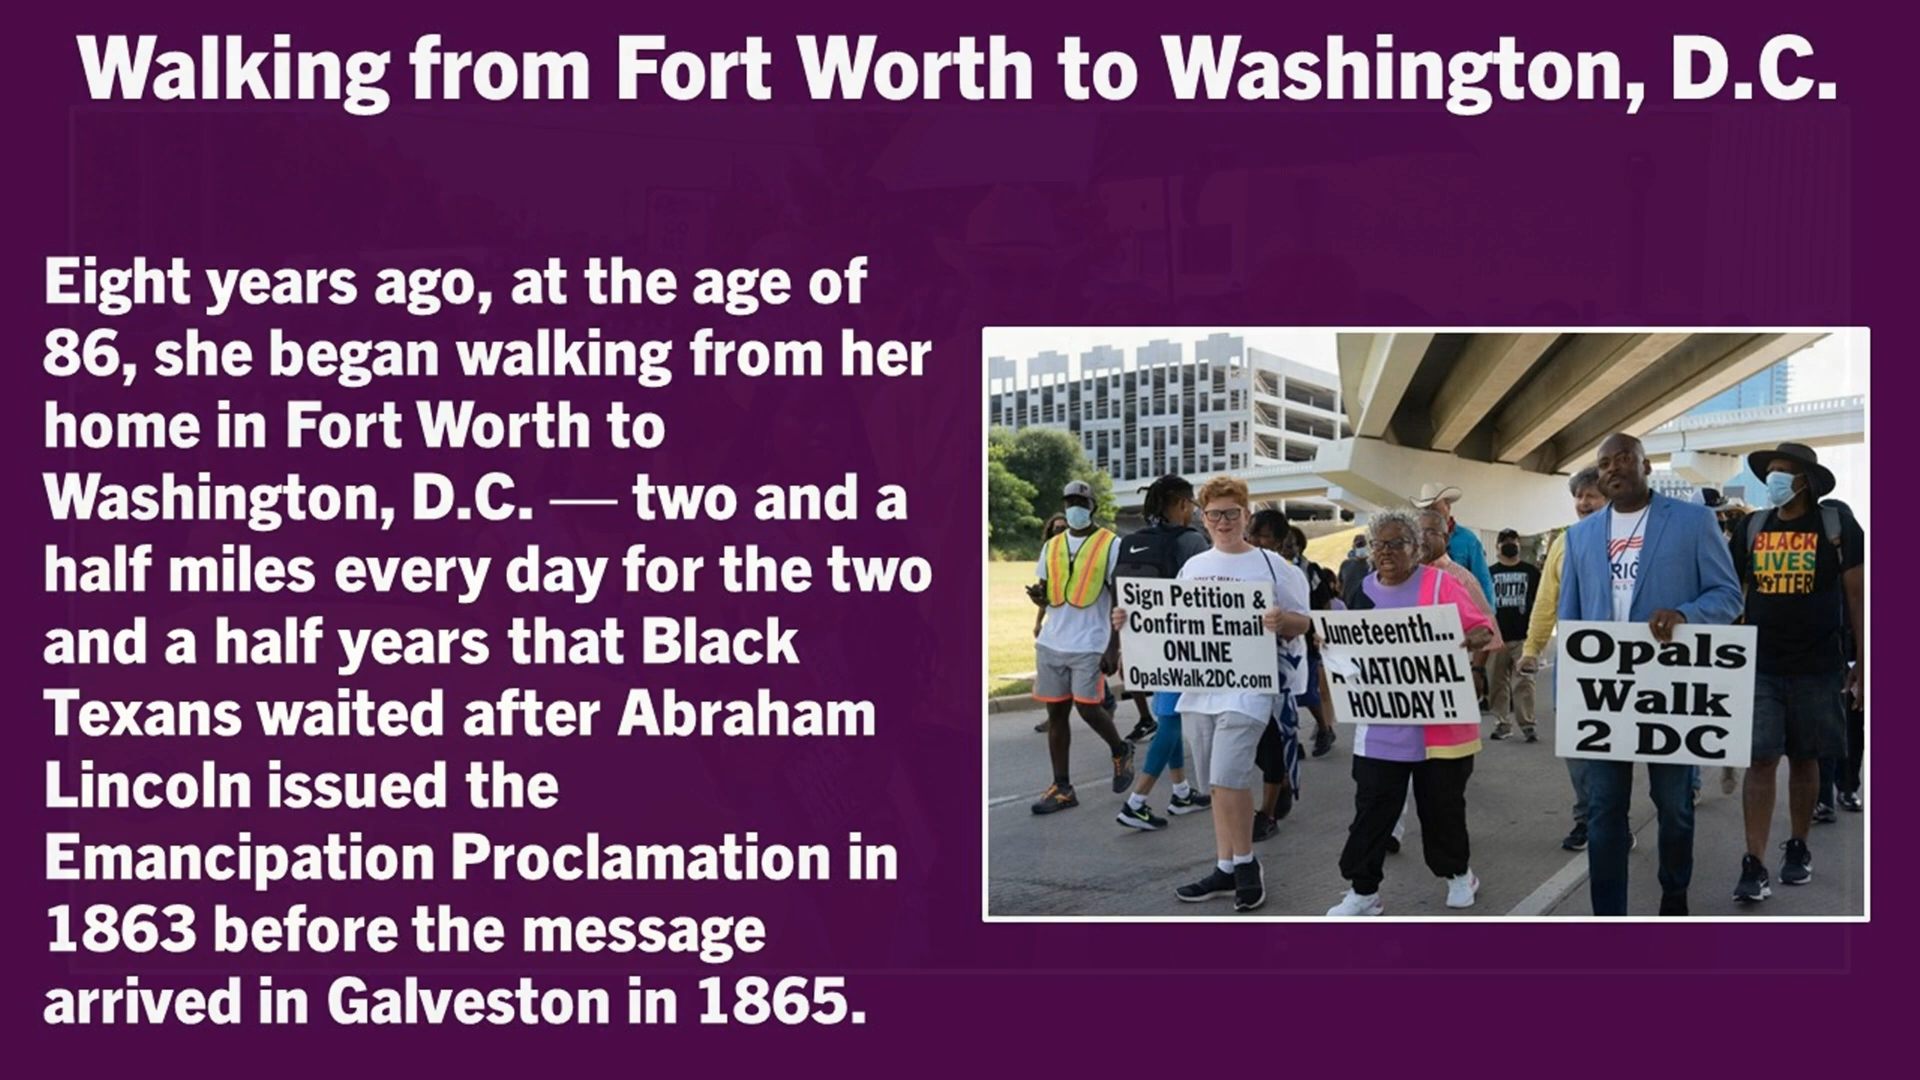 Walking from Fort Worth to Washington, D.C.
Eight years ago, at the age of
86, she began walking from her
home in Fort Worth to
Washington, D.C. — two and a
half miles every day for the two
and a half years that Black
Texans waited after Abraham
Lincoln issued the
Emancipation Proclamation in
1863 before the message
arrived in Galveston in 1865.
Sign Petition &
Confirm Email
ONLINE
OpalsWalk2DC.com
Juneteenth...
A NATIONAL
HOLIDAY !!
Opals
Walk
2 DC
BLACK
LIVES
STRAIGHT
OUTTA